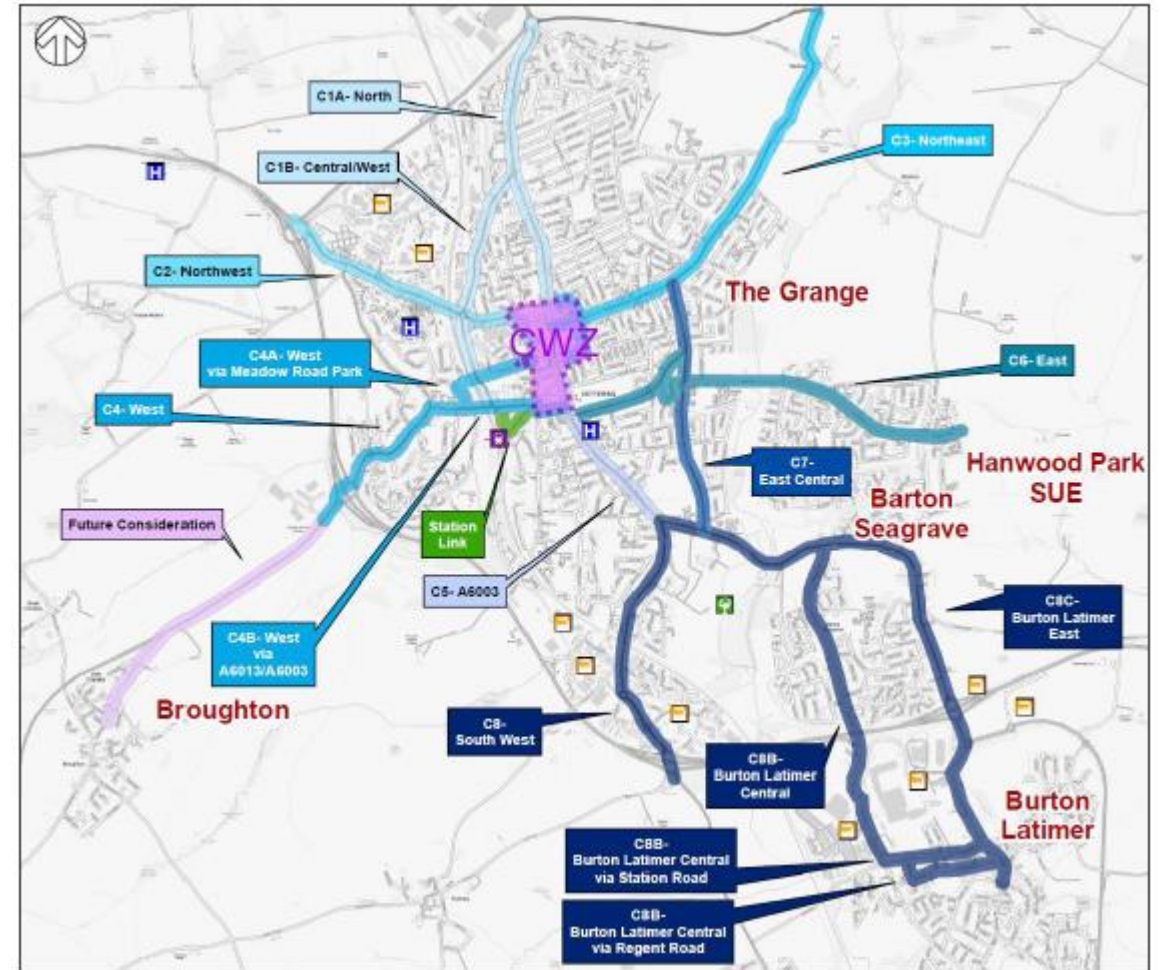 C1A- North
C1B- Central/West
C3- Northeast
C2- Northwest
The Grange
CWZ
C4A- West
via Meadow Road Park
C6- East
C4- West
C7-
East Central
Hanwood Park
SUE
Barton
Seagrave
Future Consideration
Station
Link
C5- A6003
C8C-
Burton Latimer
East
C4B- West
via
A6013/A6003
Broughton
C8-
South West
C8B-
Burton Latimer
Central
Burton
Latimer
C8B-
Burton Latimer Central
via Station Road
C8B-
Burton Latimer Central
via Regent Road
H
H
H